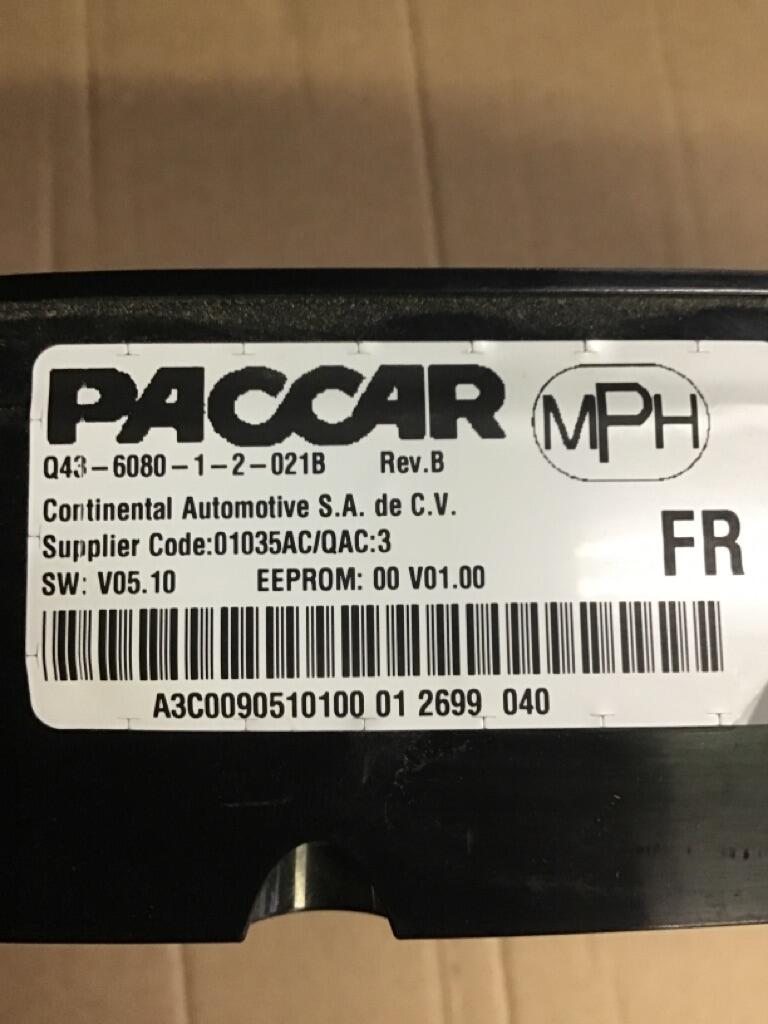 PACCAR MPH
Q43-6080-1-2-021B Rev.B
Continental Automotive S.A. de C.V.
Supplier Code:01035AC/QAC:3
FR
SW: V05.10 EEPROM: 00 V01.00
A3C0090510100 01 2699 040